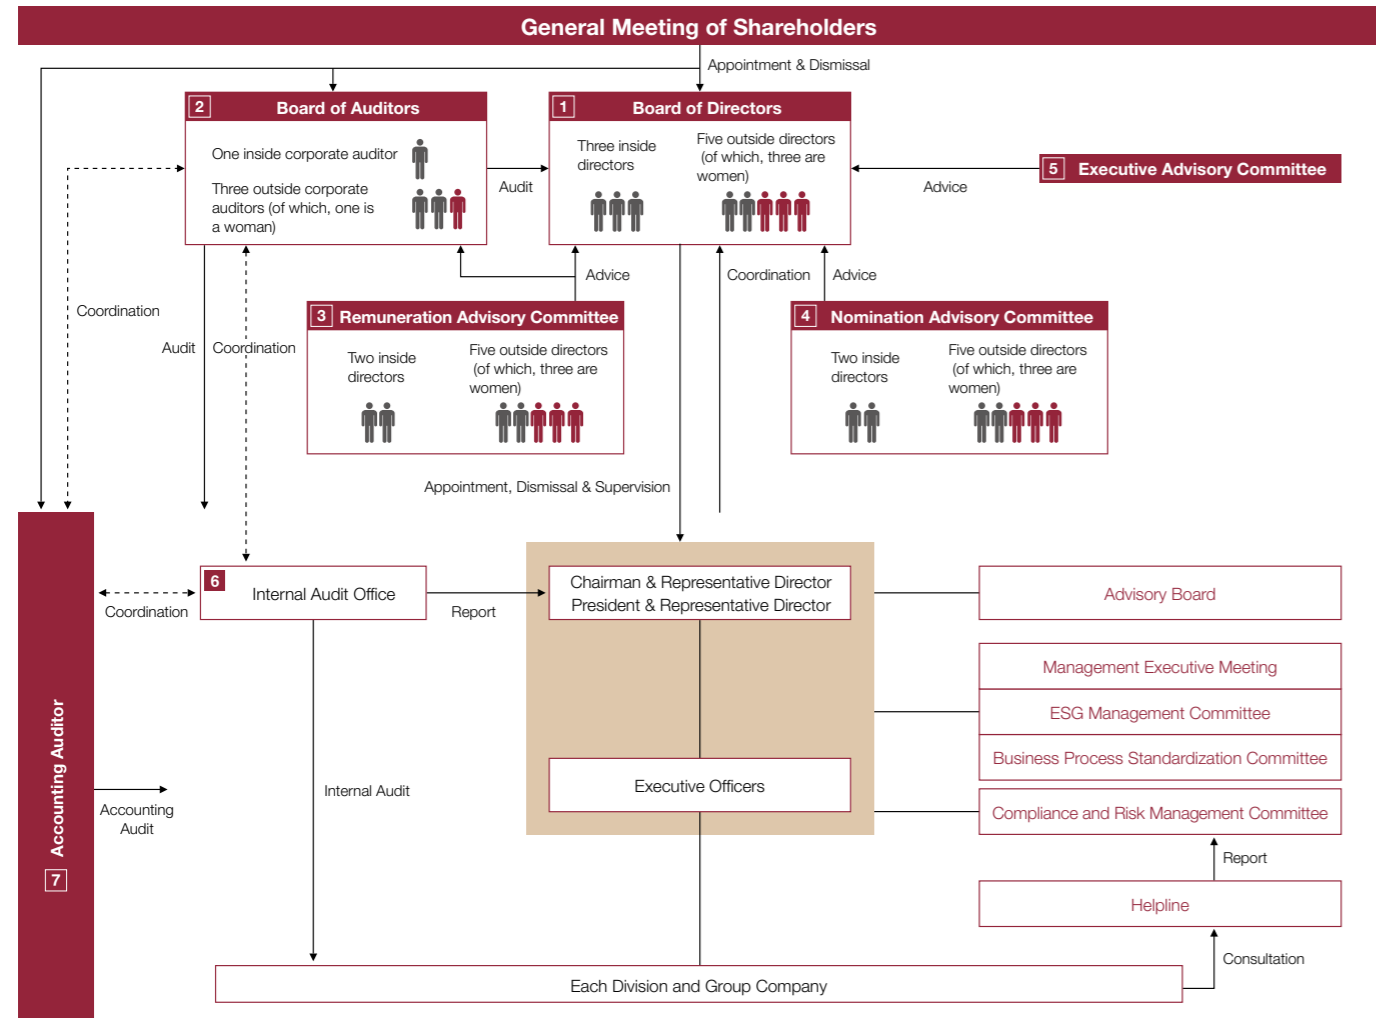 General Meeting of Shareholders
Appointment & Dismissal
2 Board of Auditors
One inside corporate auditor
Three outside corporate
auditors (of which, one is
a woman)
Audit
1 Board of Directors
Three inside
directors
Five outside directors
(of which, three are
women)
Advice
5 Executive Advisory Committee
Coordination
Audit
Coordination
Advice
Coordination
Advice
3 Remuneration Advisory Committee
Two inside
directors
Five outside directors
(of which, three are
women)
4 Nomination Advisory Committee
Two inside
directors
Five outside directors
(of which, three are
women)
Appointment, Dismissal & Supervision
7 Accounting Auditor
Coordination
6 Internal Audit Office
Report
Chairman & Representative Director
President & Representative Director
Advisory Board
Management Executive Meeting
ESG Management Committee
Business Process Standardization Committee
Executive Officers
Internal Audit
Accounting
Audit
Compliance and Risk Management Committee
Report
Helpline
Consultation
Each Division and Group Company